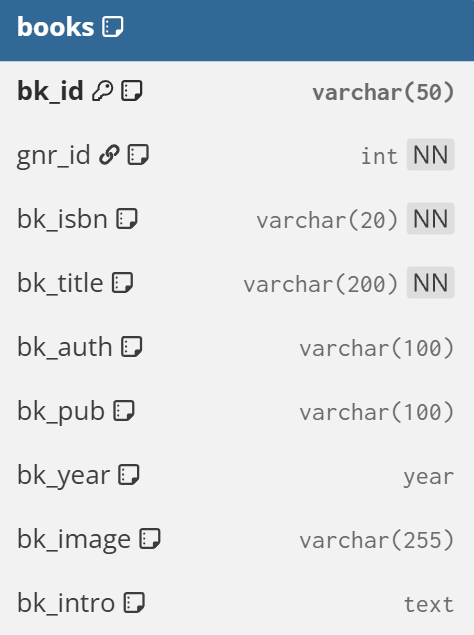 books
bk_id varchar(50)
gnr_id int NN
bk_isbn varchar(20) NN
bk_title varchar(200) NN
bk_auth varchar(100)
bk_pub varchar(100)
bk_year year
bk_image varchar(255)
bk_intro text